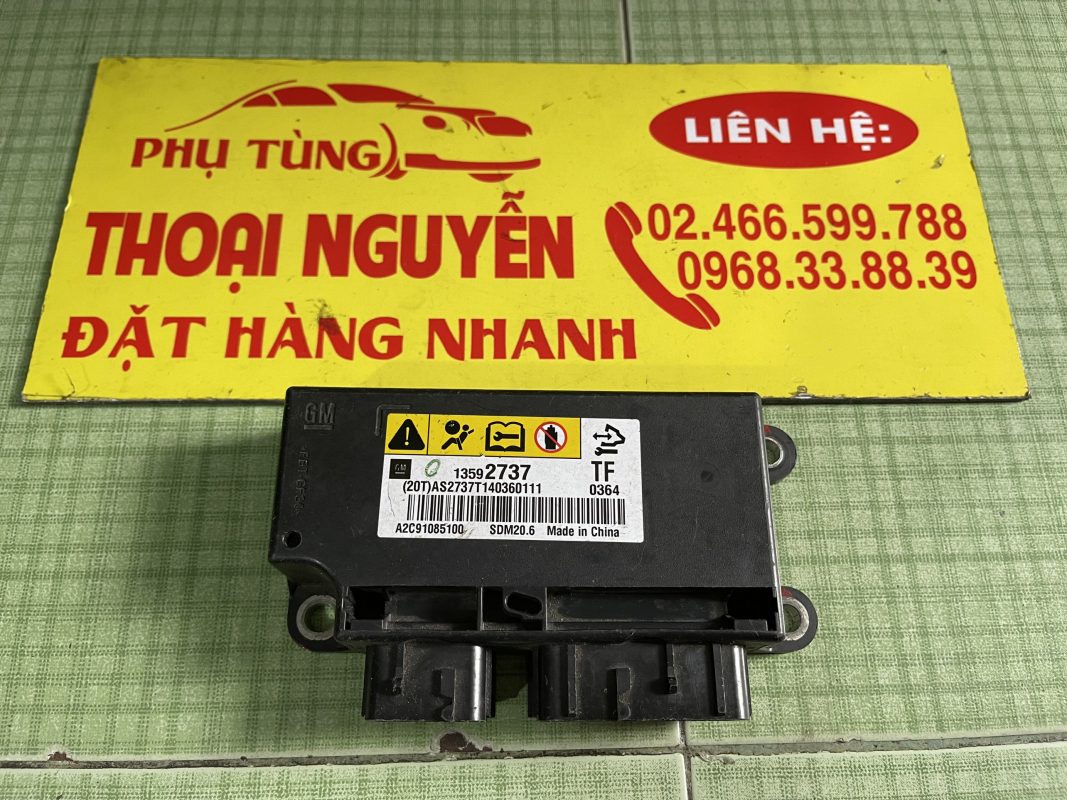 PHỤ TÙNG
LIÊN HỆ:
THOẠI NGUYỄN
02.466.599.788
0968.33.88.39
ĐẶT HÀNG NHANH
GM
GM
13592737
TF
(20T)AS2737T140360111
0364
A2C91085100 SDM20.6 Made in China